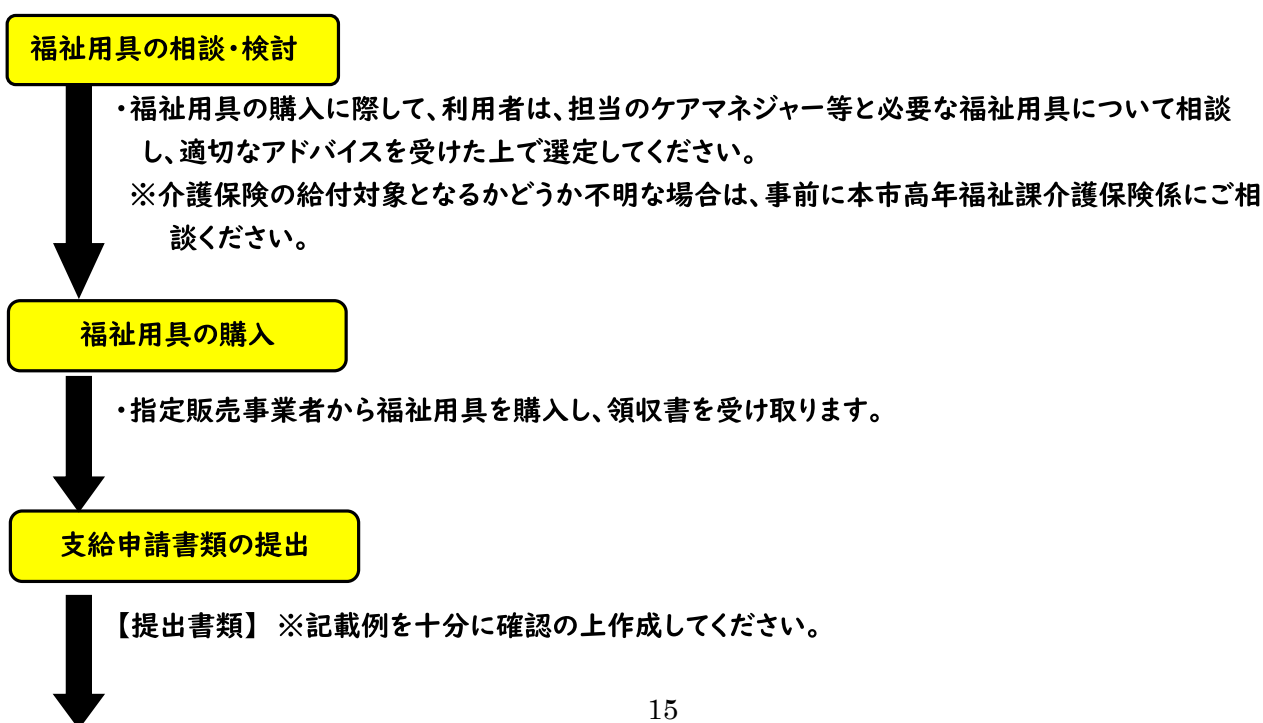 福祉用具の相談・検討
・福祉用具の購入に際して、利用者は、担当のケアマネジャー等と必要な福祉用具について相談
し、適切なアドバイスを受けた上で選定してください。
※介護保険の給付対象となるかどうか不明な場合は、事前に本市高年福祉課介護保険係にご相
談ください。
福祉用具の購入
・指定販売事業者から福祉用具を購入し、領収書を受け取ります。
支給申請書類の提出
【提出書類】 ※記載例を十分に確認の上作成してください。
15